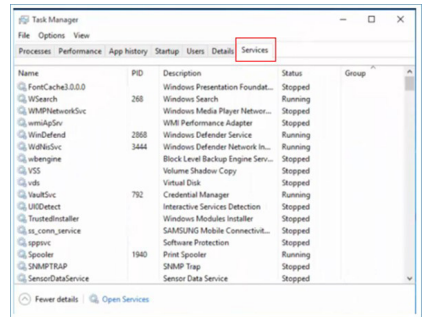 Task Manager
File Options View
Processes Performance App history Startup Users Details Services
Name PID Description Status Group
FontCache3.0.0.0 Windows Presentation Foundat... Stopped
WSearch 268 Windows Search Running
WMPNetworkSvc Windows Media Player Networ... Stopped
wmiApSrv WMI Performance Adapter Stopped
WinDefend 2868 Windows Defender Service Running
WdNisSvc 3444 Windows Defender Network In... Running
wbengine Block Level Backup Engine Serv... Stopped
VSS Volume Shadow Copy Stopped
vds Virtual Disk Stopped
VaultSvc 792 Credential Manager Running
UI0Detect Interactive Services Detection Stopped
TrustedInstaller Windows Modules Installer Stopped
ss_conn_service SAMSUNG Mobile Connectivit... Stopped
sppsvc Software Protection Stopped
Spooler 1940 Print Spooler Running
SNMPTRAP SNMP Trap Stopped
SensorDataService Sensor Data Service Stopped
Fewer details Open Services